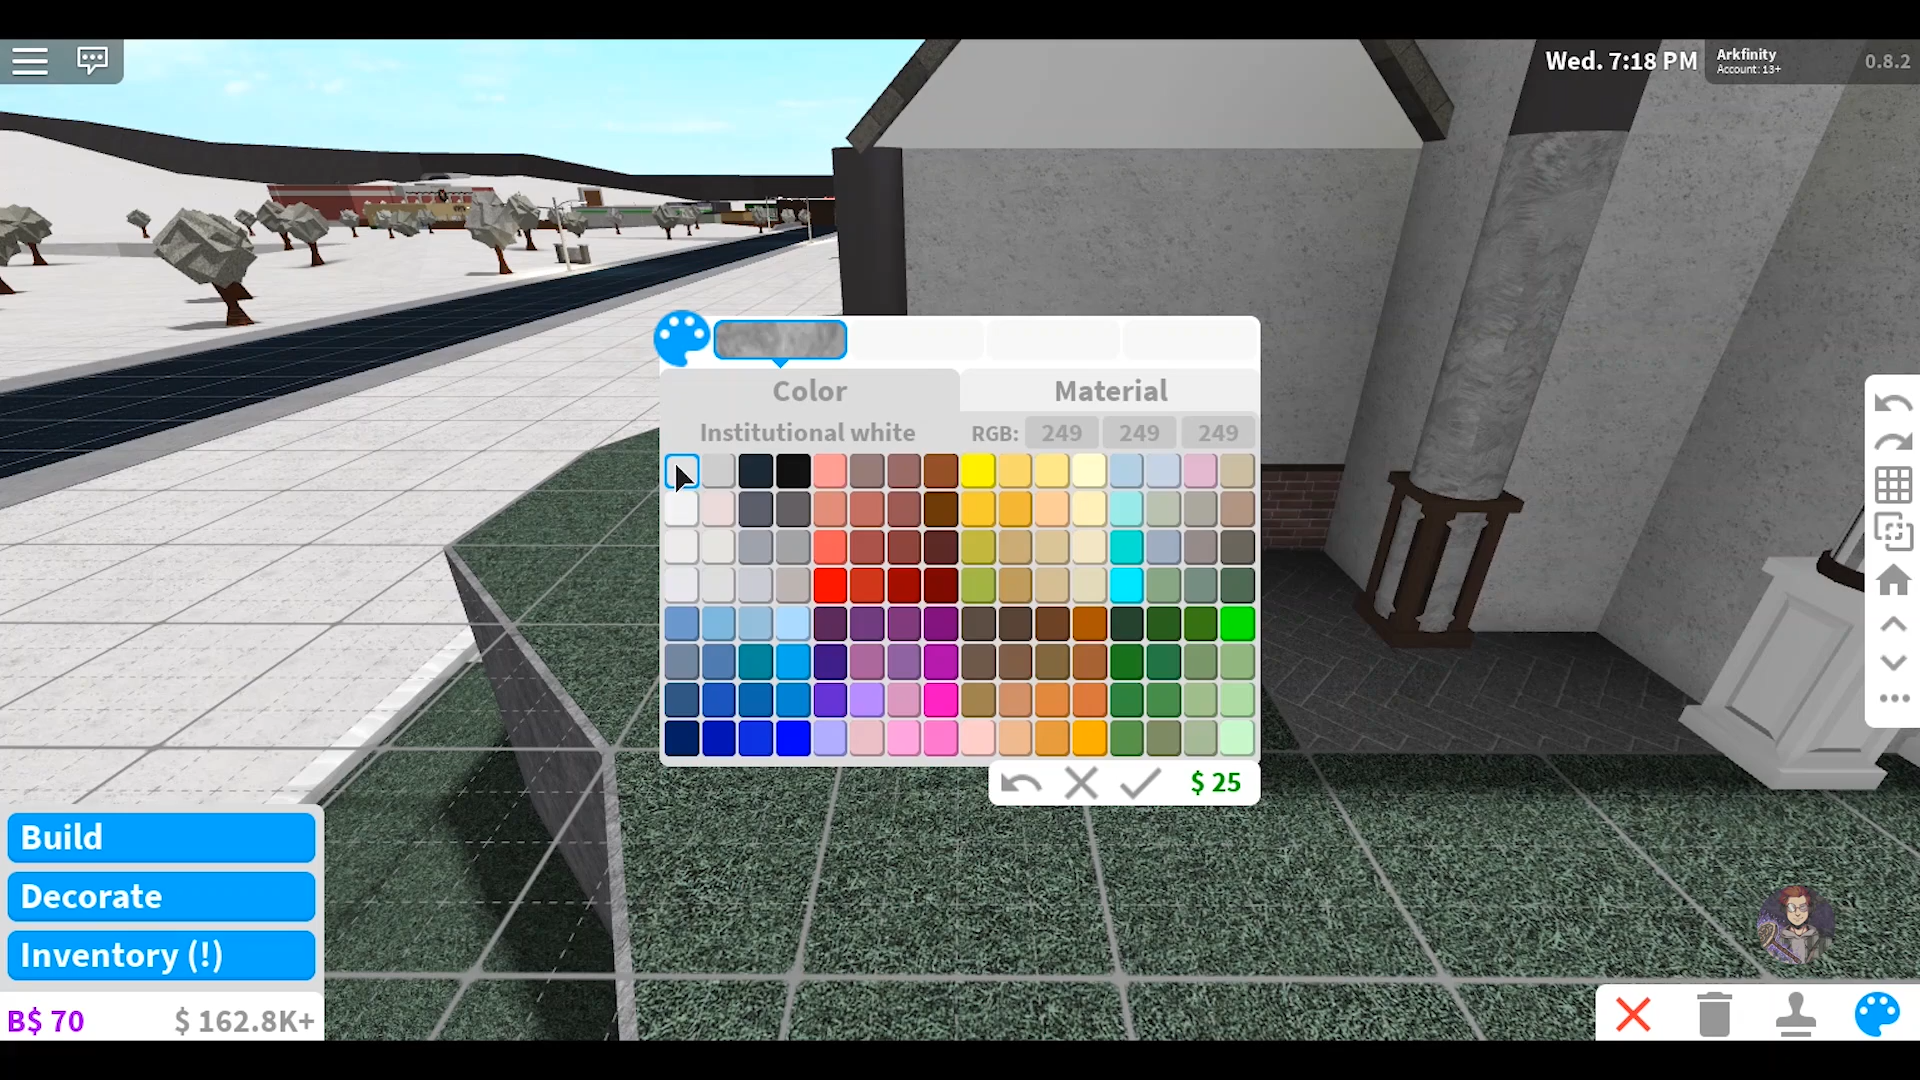 Wed. 7:18 PM
Arkfinity
Account: 13+
0.8.2
Color
Material
Institutional white
RGB: 249 249 249
$ 25
Build
Decorate
Inventory (!)
B$ 70
$ 162.8K+